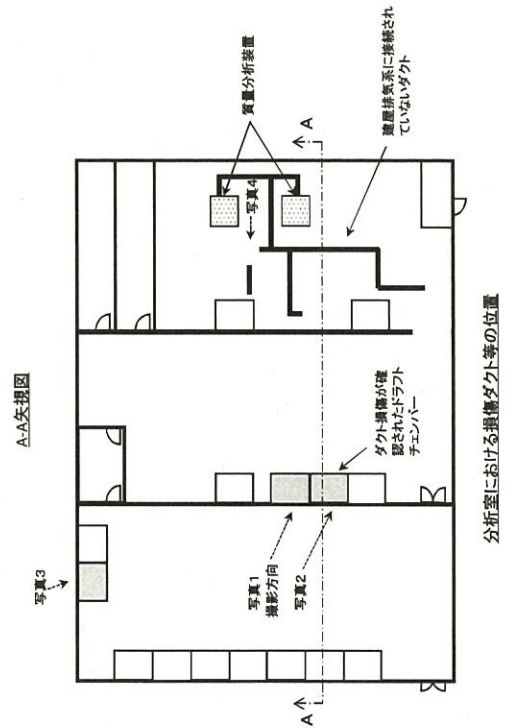 A-A矢視図
写真3
写真1
撮影方向
写真2
ダクト損傷が確
認されたドラフト
チェンバー
質量分析装置
写真4
建屋排気系に接続され
ていないダクト
A
A
分析室における損傷ダクト等の位置